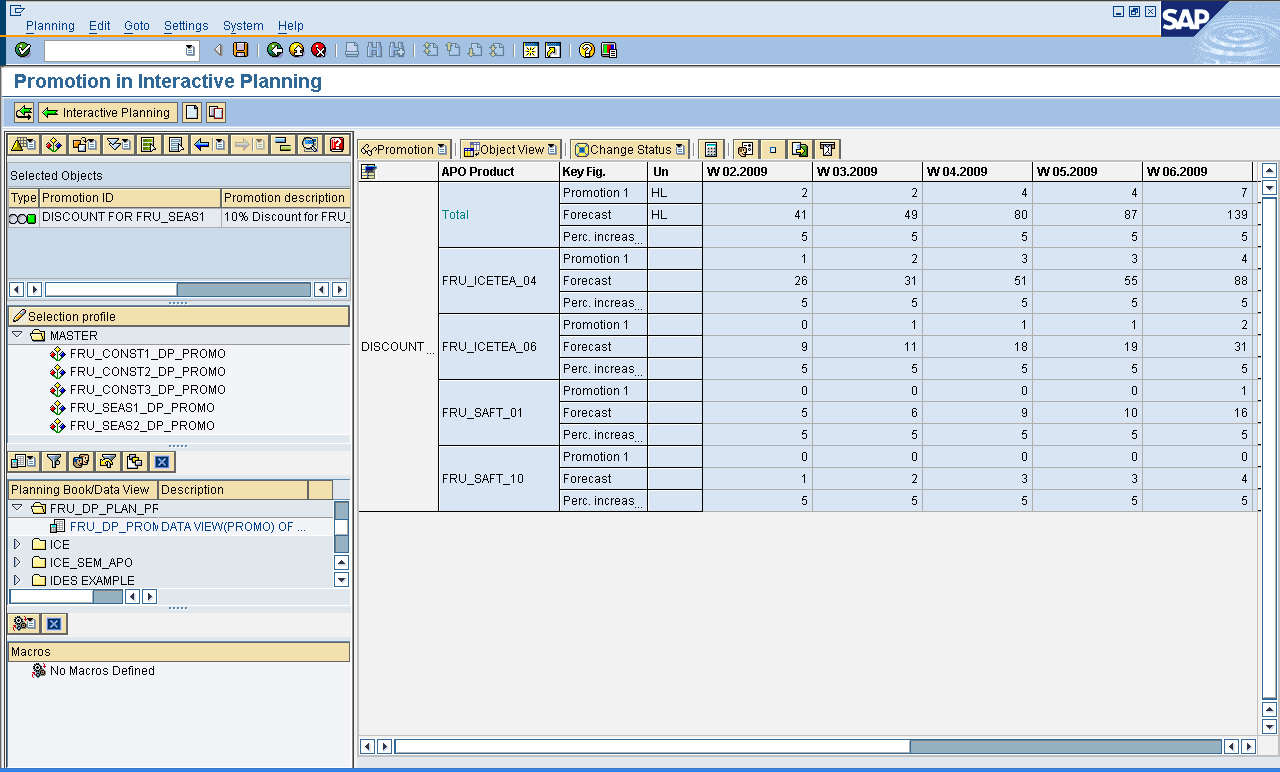 Planning Edit Goto Settings System Help
SAP
Promotion in Interactive Planning
Interactive Planning
Selected Objects
Type Promotion ID Promotion description
DISCOUNT FOR FRU_SEAS1 10% Discount for FRU_
Selection profile
MASTER
FRU_CONST1_DP_PROMO
FRU_CONST2_DP_PROMO
FRU_CONST3_DP_PROMO
FRU_SEAS1_DP_PROMO
FRU_SEAS2_DP_PROMO
Planning Book/Data View Description
FRU_DP_PLAN_PF
FRU_DP_PROM DATA VIEW(PROMO) OF ...
ICE
ICE_SEM_APO
IDES EXAMPLE
Macros
No Macros Defined
Promotion Object View Change Status
APO Product Key Fig. Un W 02.2009 W 03.2009 W 04.2009 W 05.2009 W 06.2009
Promotion 1 HL 2 2 4 4 7
Total Forecast HL 41 49 80 87 139
Perc. increas... 5 5 5 5 5
Promotion 1 1 2 3 3 4
FRU_ICETEA_04 Forecast 26 31 51 55 88
Perc. increas... 5 5 5 5 5
Promotion 1 0 1 1 1 2
DISCOUNT ... FRU_ICETEA_06 Forecast 9 11 18 19 31
Perc. increas... 5 5 5 5 5
Promotion 1 0 0 0 0 1
FRU_SAFT_01 Forecast 5 6 9 10 16
Perc. increas... 5 5 5 5 5
Promotion 1 0 0 0 0 0
FRU_SAFT_10 Forecast 1 2 3 3 4
Perc. increas... 5 5 5 5 5